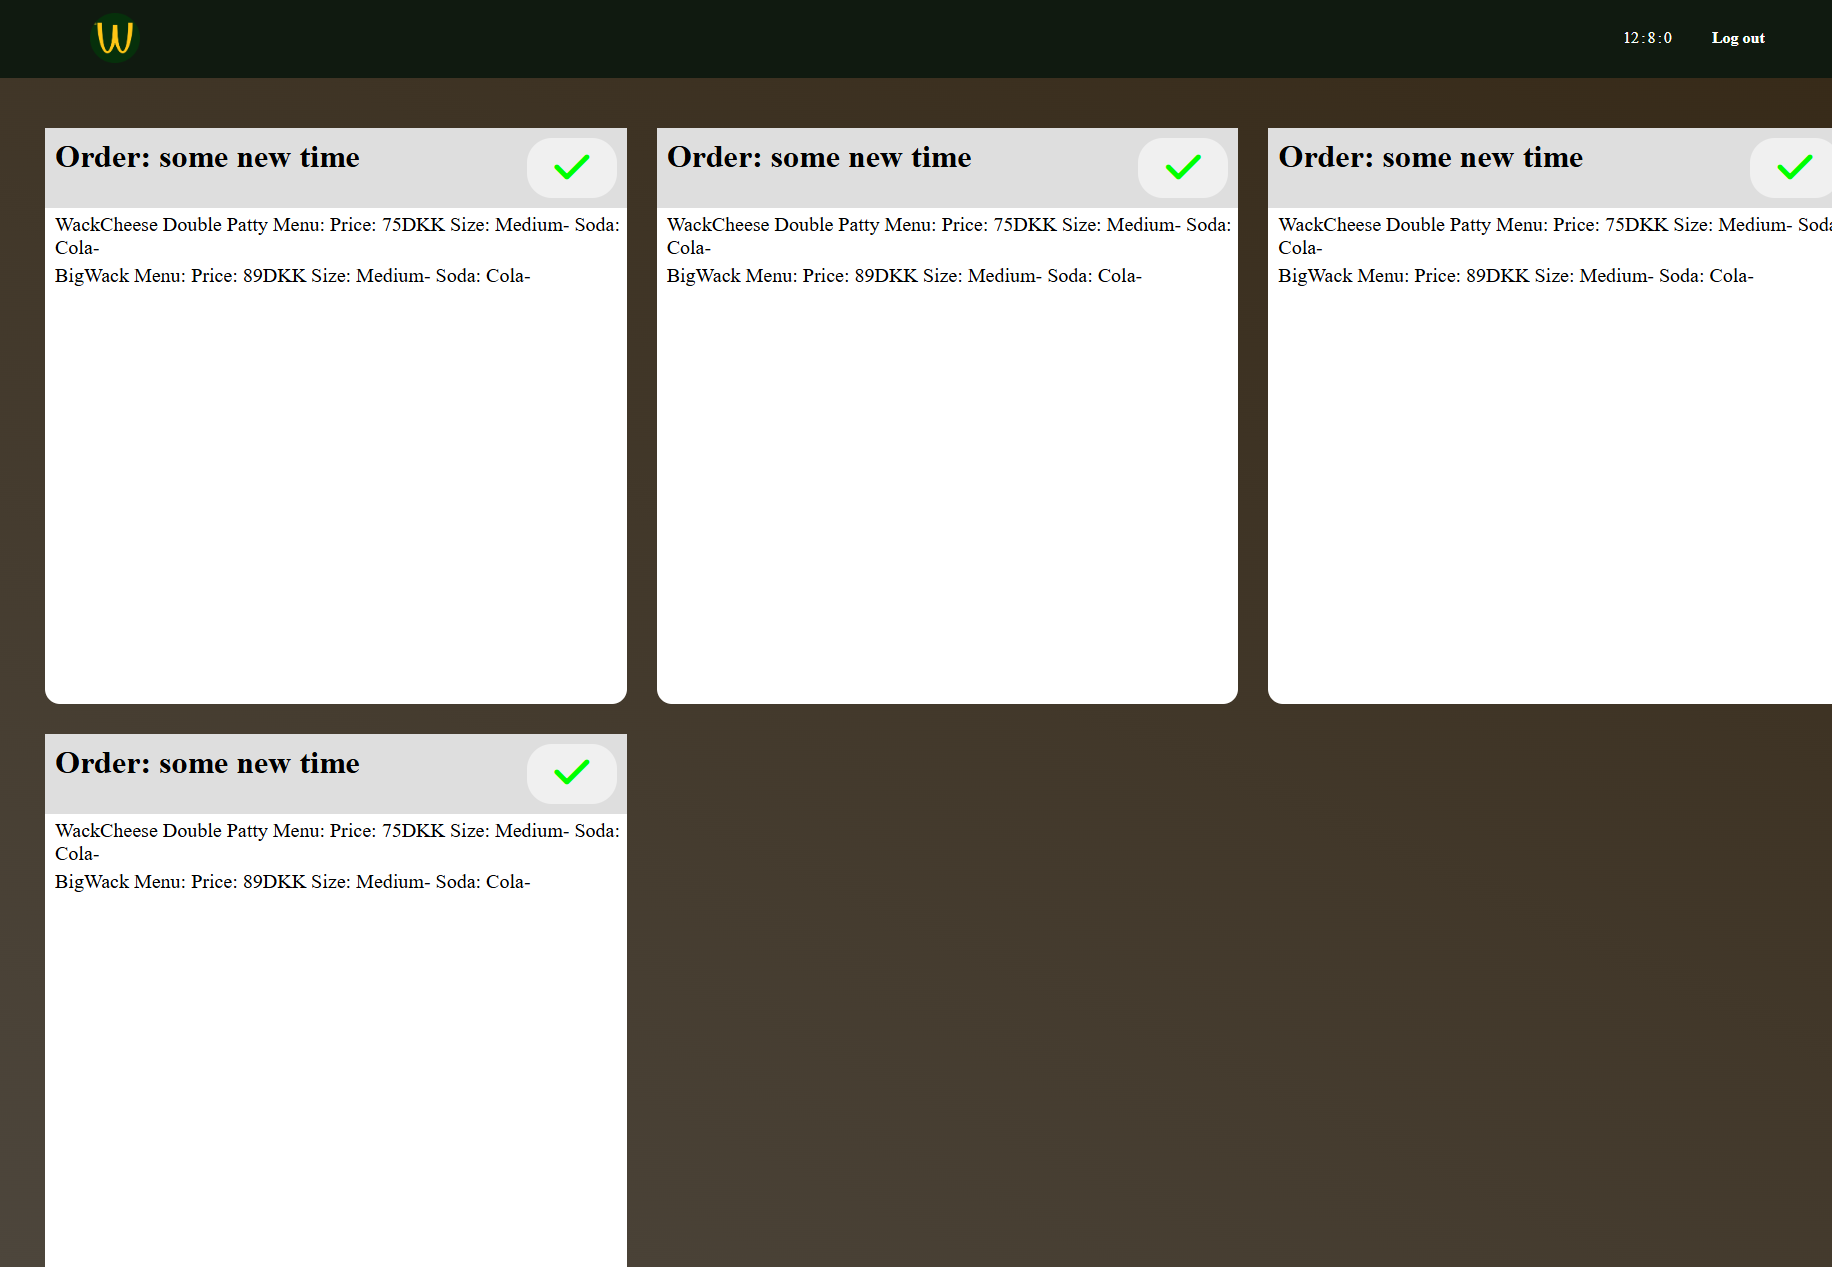 W
12:8:0 Log out
Order: some new time
WackCheese Double Patty Menu: Price: 75DKK Size: Medium- Soda:
Cola-
BigWack Menu: Price: 89DKK Size: Medium- Soda: Cola-
Order: some new time
WackCheese Double Patty Menu: Price: 75DKK Size: Medium- Soda:
Cola-
BigWack Menu: Price: 89DKK Size: Medium- Soda: Cola-
Order: some new time
WackCheese Double Patty Menu: Price: 75DKK Size: Medium- Soda
Cola-
BigWack Menu: Price: 89DKK Size: Medium- Soda: Cola-
Order: some new time
WackCheese Double Patty Menu: Price: 75DKK Size: Medium- Soda:
Cola-
BigWack Menu: Price: 89DKK Size: Medium- Soda: Cola-